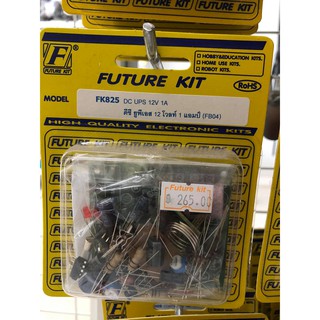 F
FUTURE KIT
FUTURE KIT
HOBBY&EDUCATION KITS.
HOME USE KITS.
ROBOT KITS.
RoHS
MODEL
FK825 DC UPS 12V 1A
ดีซี ยูพีเอส 12 โวลท์ 1 แอมป์ (FB04)
HIGH QUALITY ELECTRONIC KITS
Future kit
265.00
FUTURE KIT